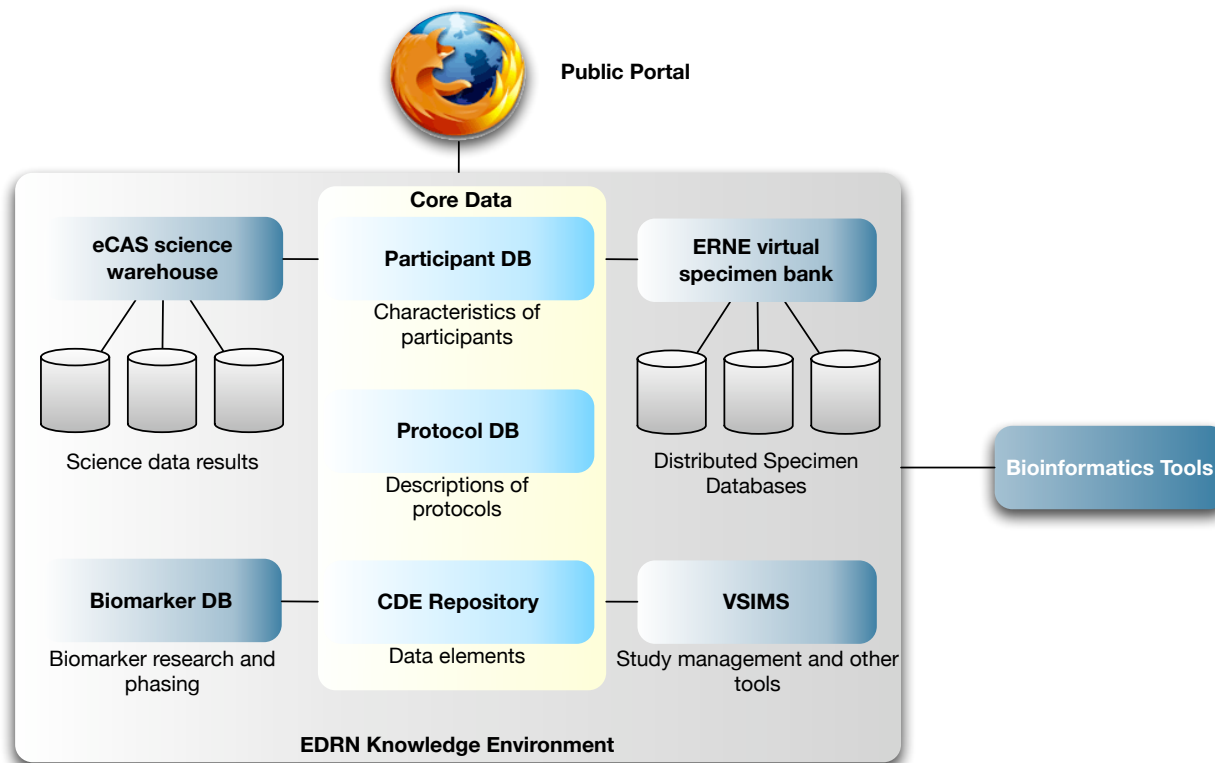 Public Portal
Core Data
eCAS science
warehouse
Participant DB
ERNE virtual
specimen bank
Characteristics of
participants
Science data results
Protocol DB
Descriptions of
protocols
Distributed Specimen
Databases
Bioinformatics Tools
Biomarker DB
CDE Repository
VSIMS
Biomarker research and
phasing
Data elements
Study management and other
tools
EDRN Knowledge Environment